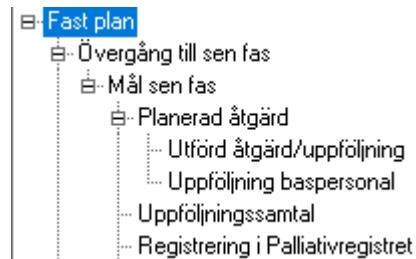 Fast plan
Övergång till sen fas
Mål sen fas
Planerad åtgärd
Utförd åtgärd/uppföljning
Uppföljning baspersonal
Uppföljningssamtal
Registrering i Palliativregistret